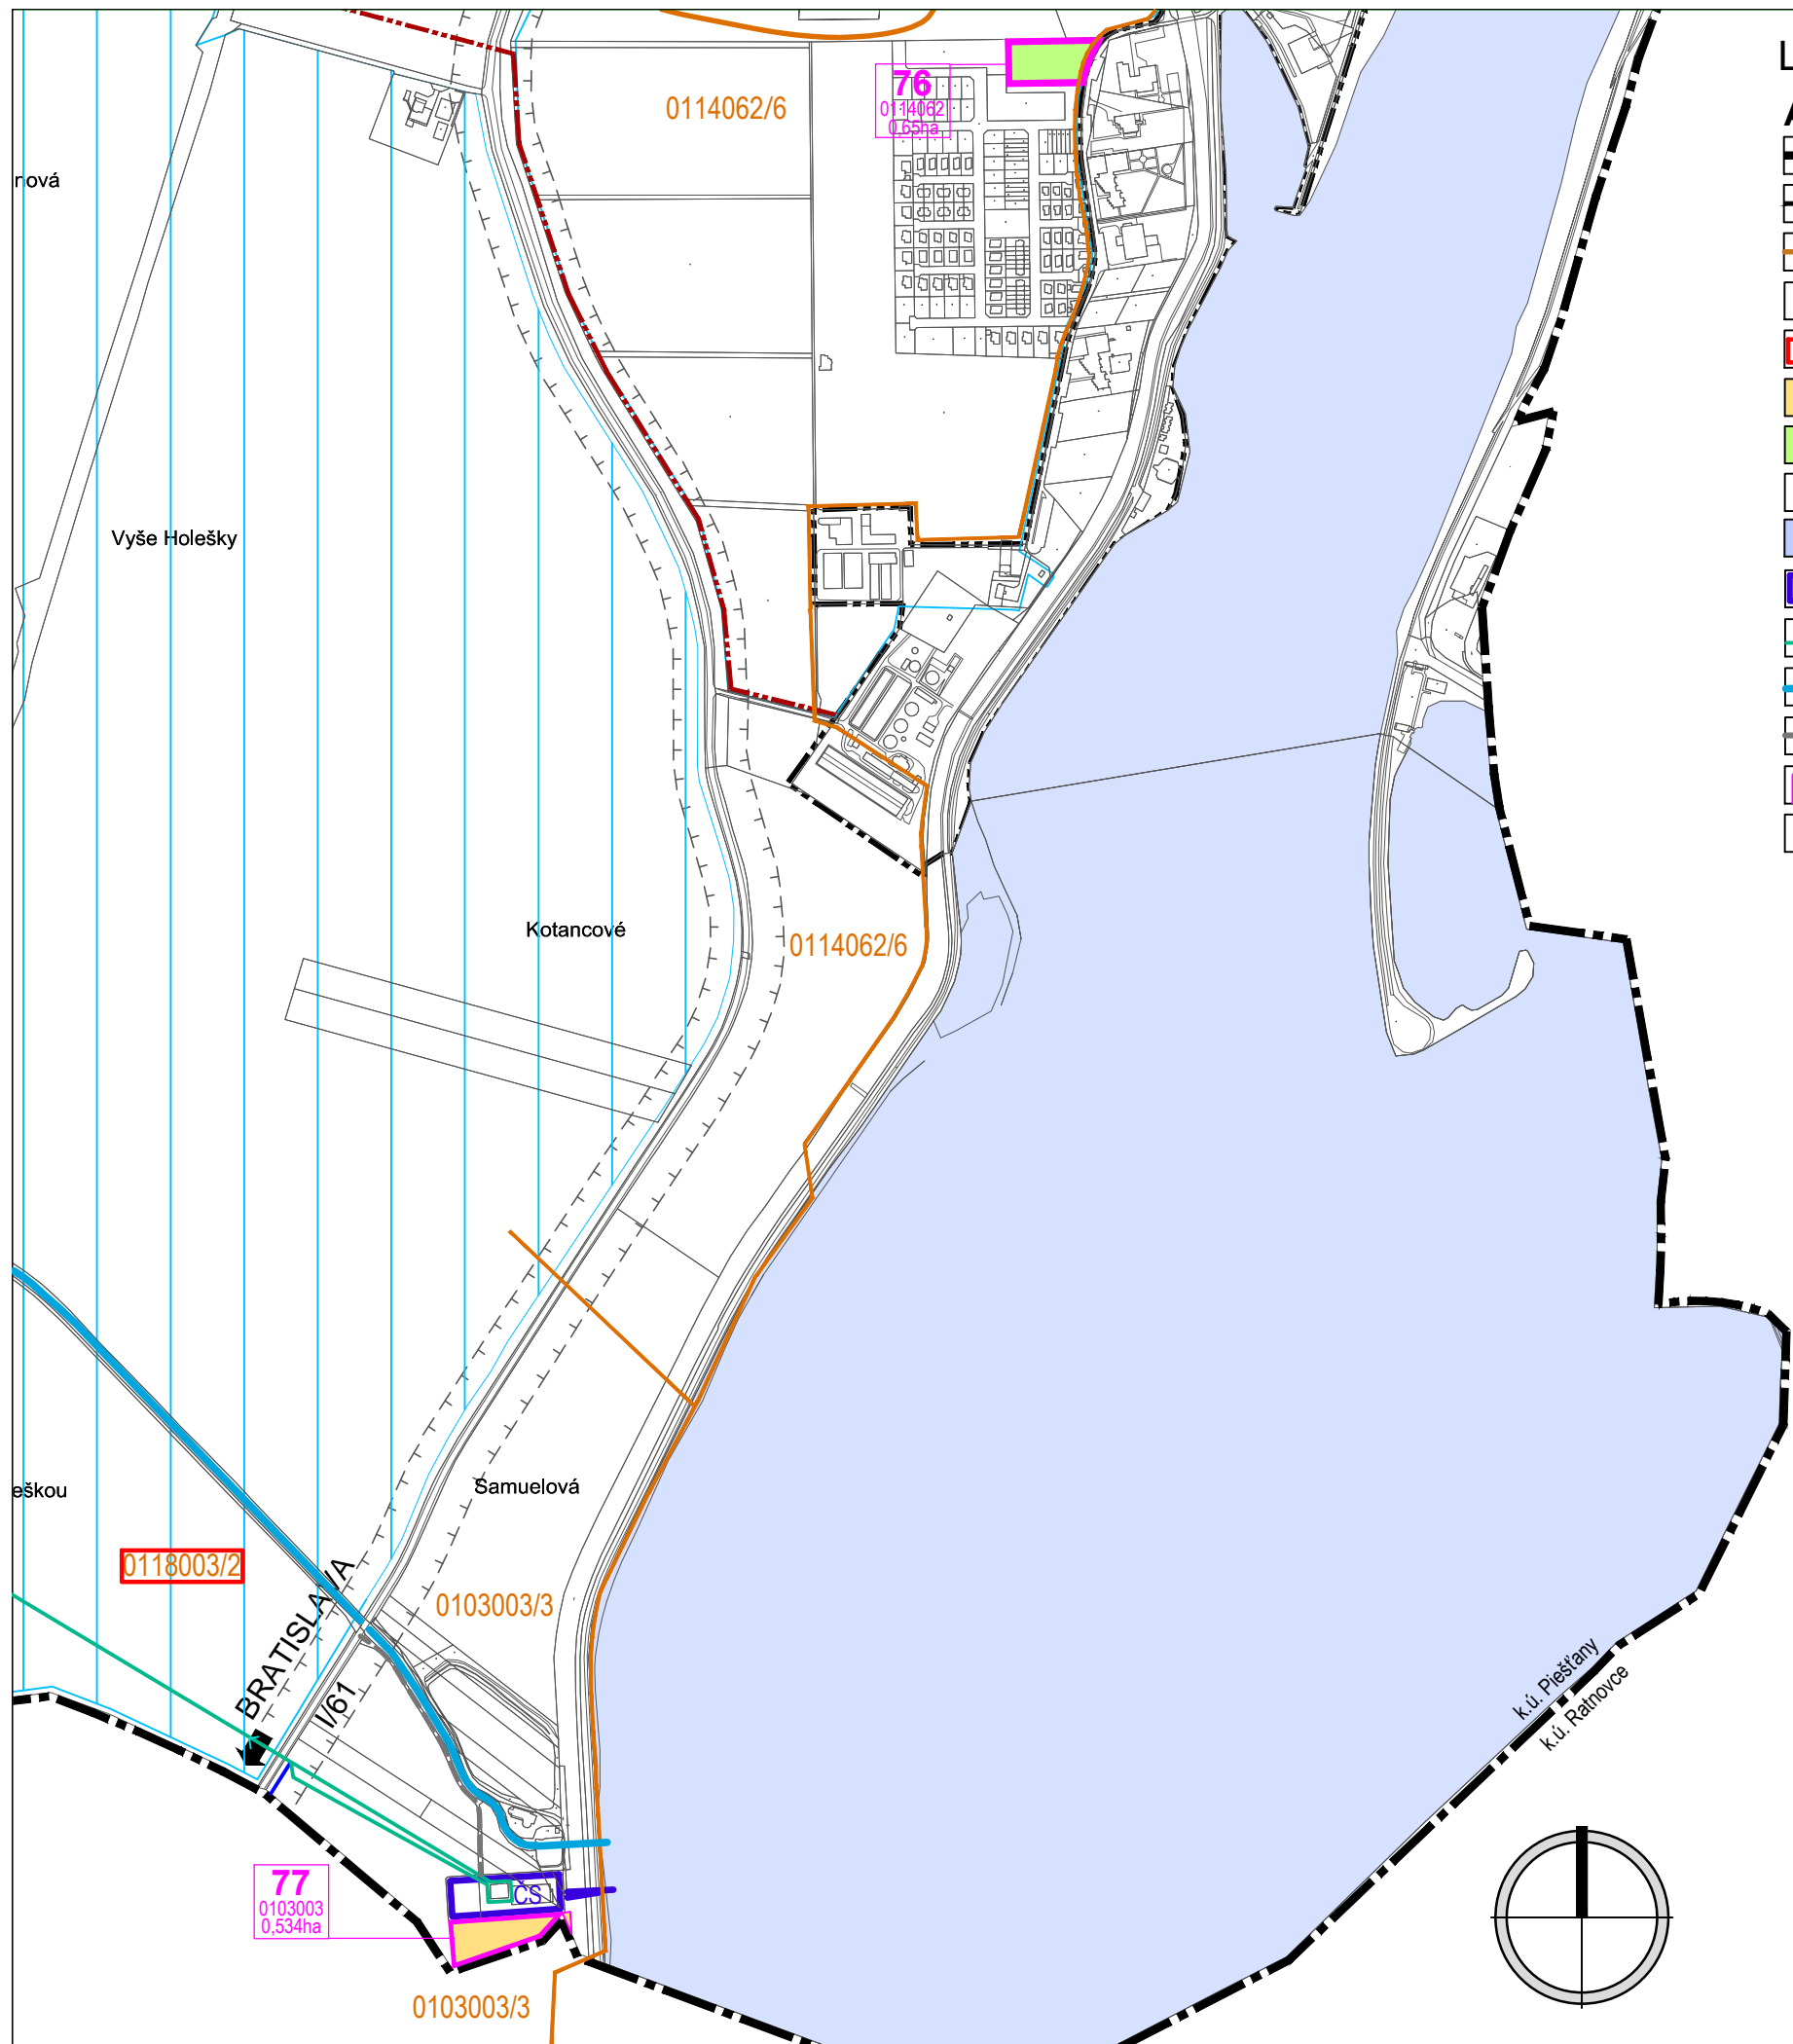 0114062/6
76
0114062
0,65ha
nová
Vyše Holešky
Kotancové
0114062/6
Samuelová
eškou
0118003/2
BRATISLAVA
I/61
0103003/3
k.ú. Piešťany
k.ú. Ratnovce
77
0103003
0,534ha
ČS
0103003/3